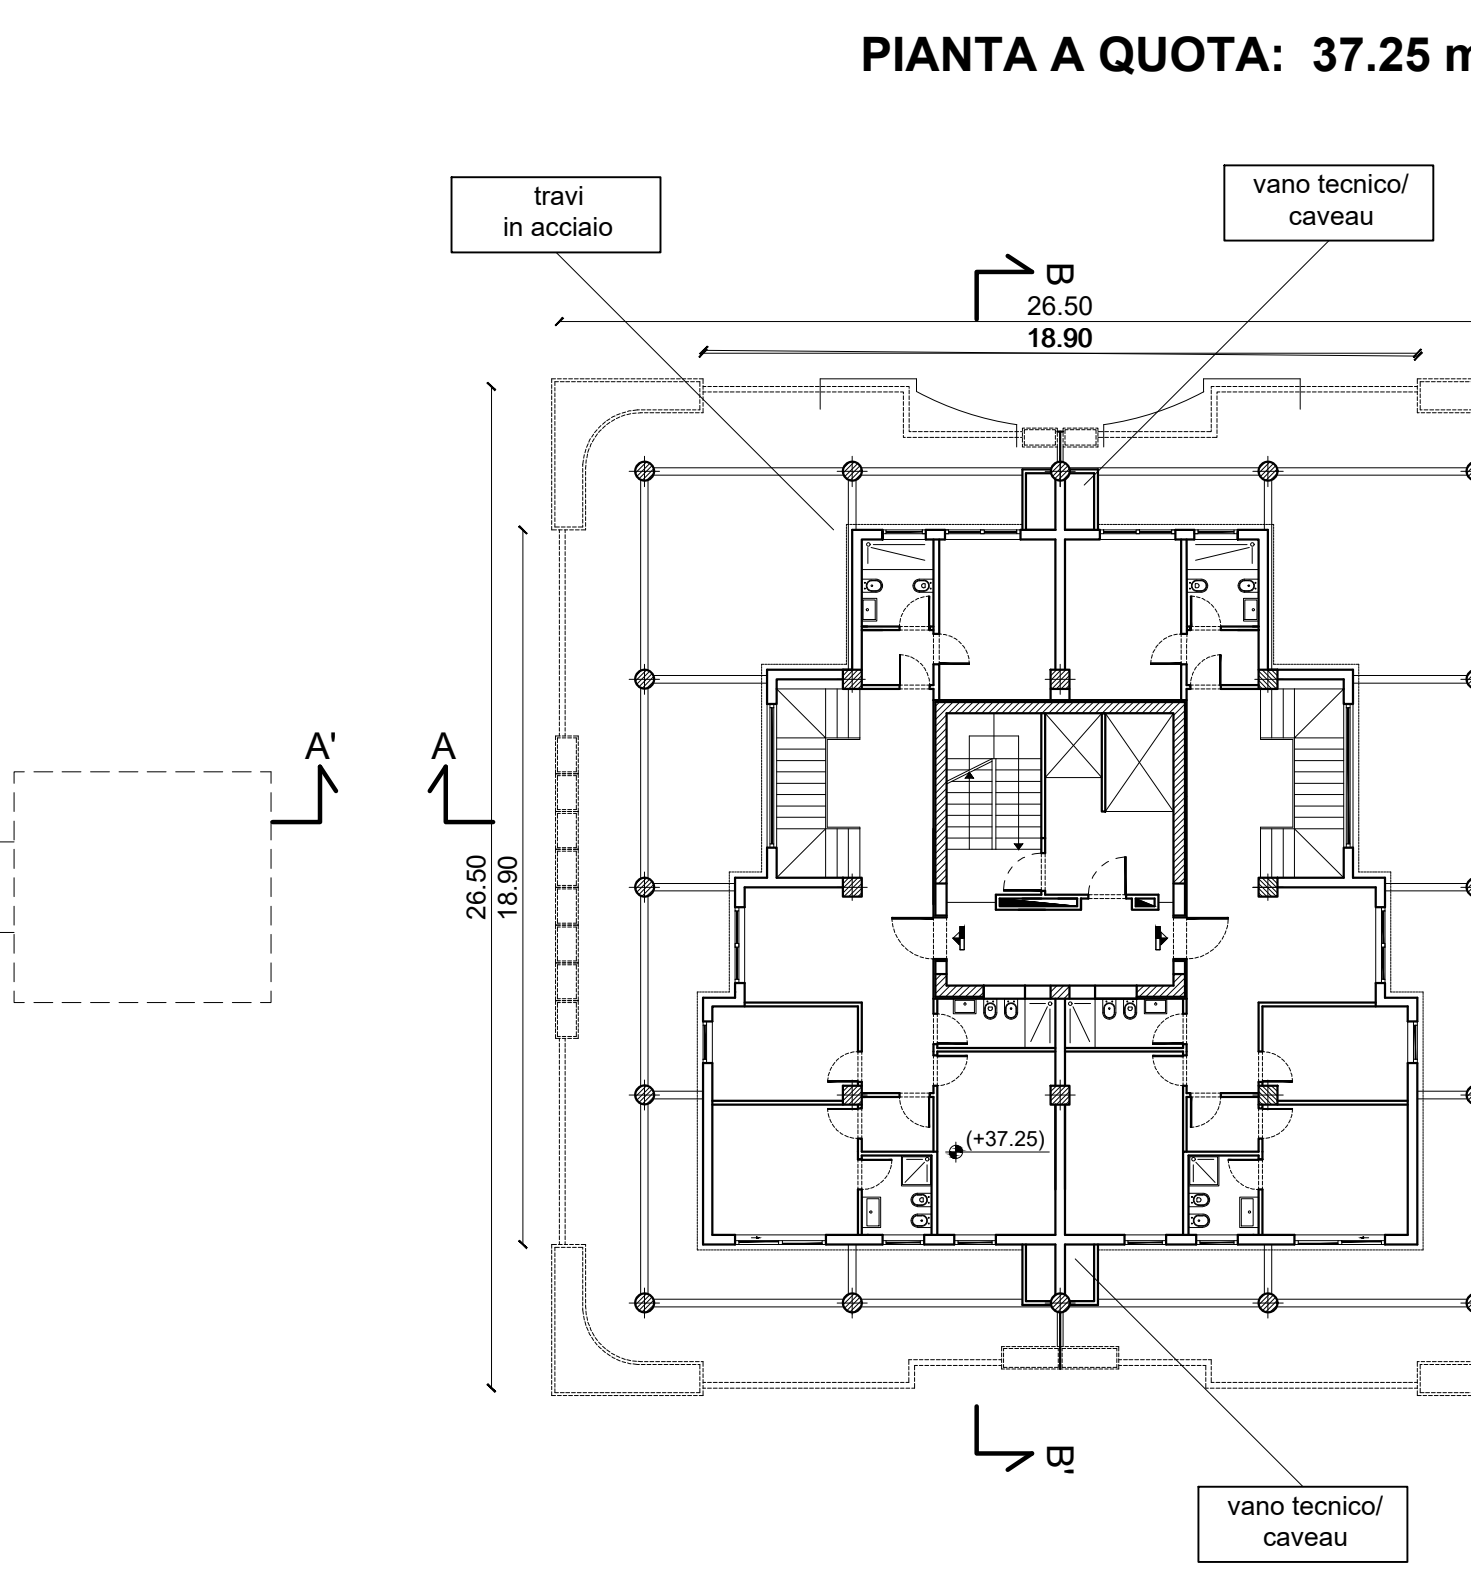 PIANTA A QUOTA: 37.25 m
travi
in acciaio
vano tecnico/
caveau
B
26.50
18.90
A'
A
26.50
18.90
(+37.25)
B'
vano tecnico/
caveau